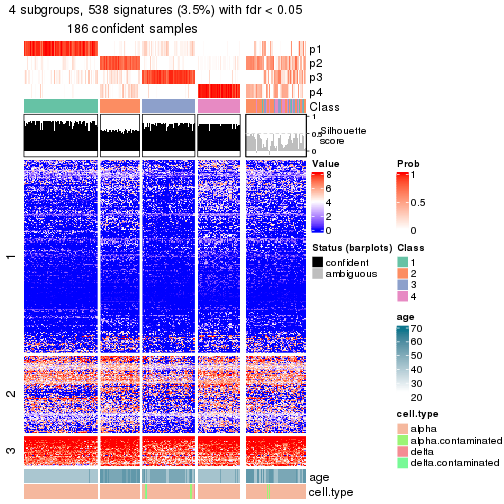 4 subgroups, 538 signatures (3.5%) with fdr < 0.05
186 confident samples
p1
p2
p3
p4
Class
1
0.5
0
Silhouette
score
1
2
3
age
cell.type
Value
8
6
4
2
0
Prob
1
0.5
0
Status (barplots)
confident
ambiguous
Class
1
2
3
4
age
70
60
50
40
30
20
cell.type
alpha
alpha.contaminated
delta
delta.contaminated